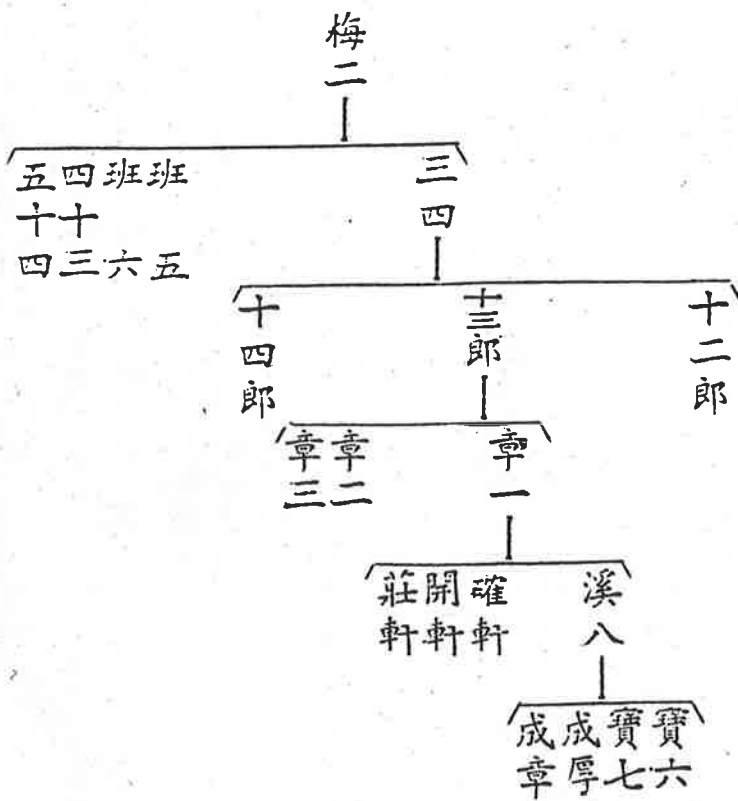 梅二
三四
班五
班六
四十三
五十四
十二郎
十三郎
十四郎
章一
章二
章三
溪八
確軒
開軒
莊軒
寶六
寶七
成厚
成章